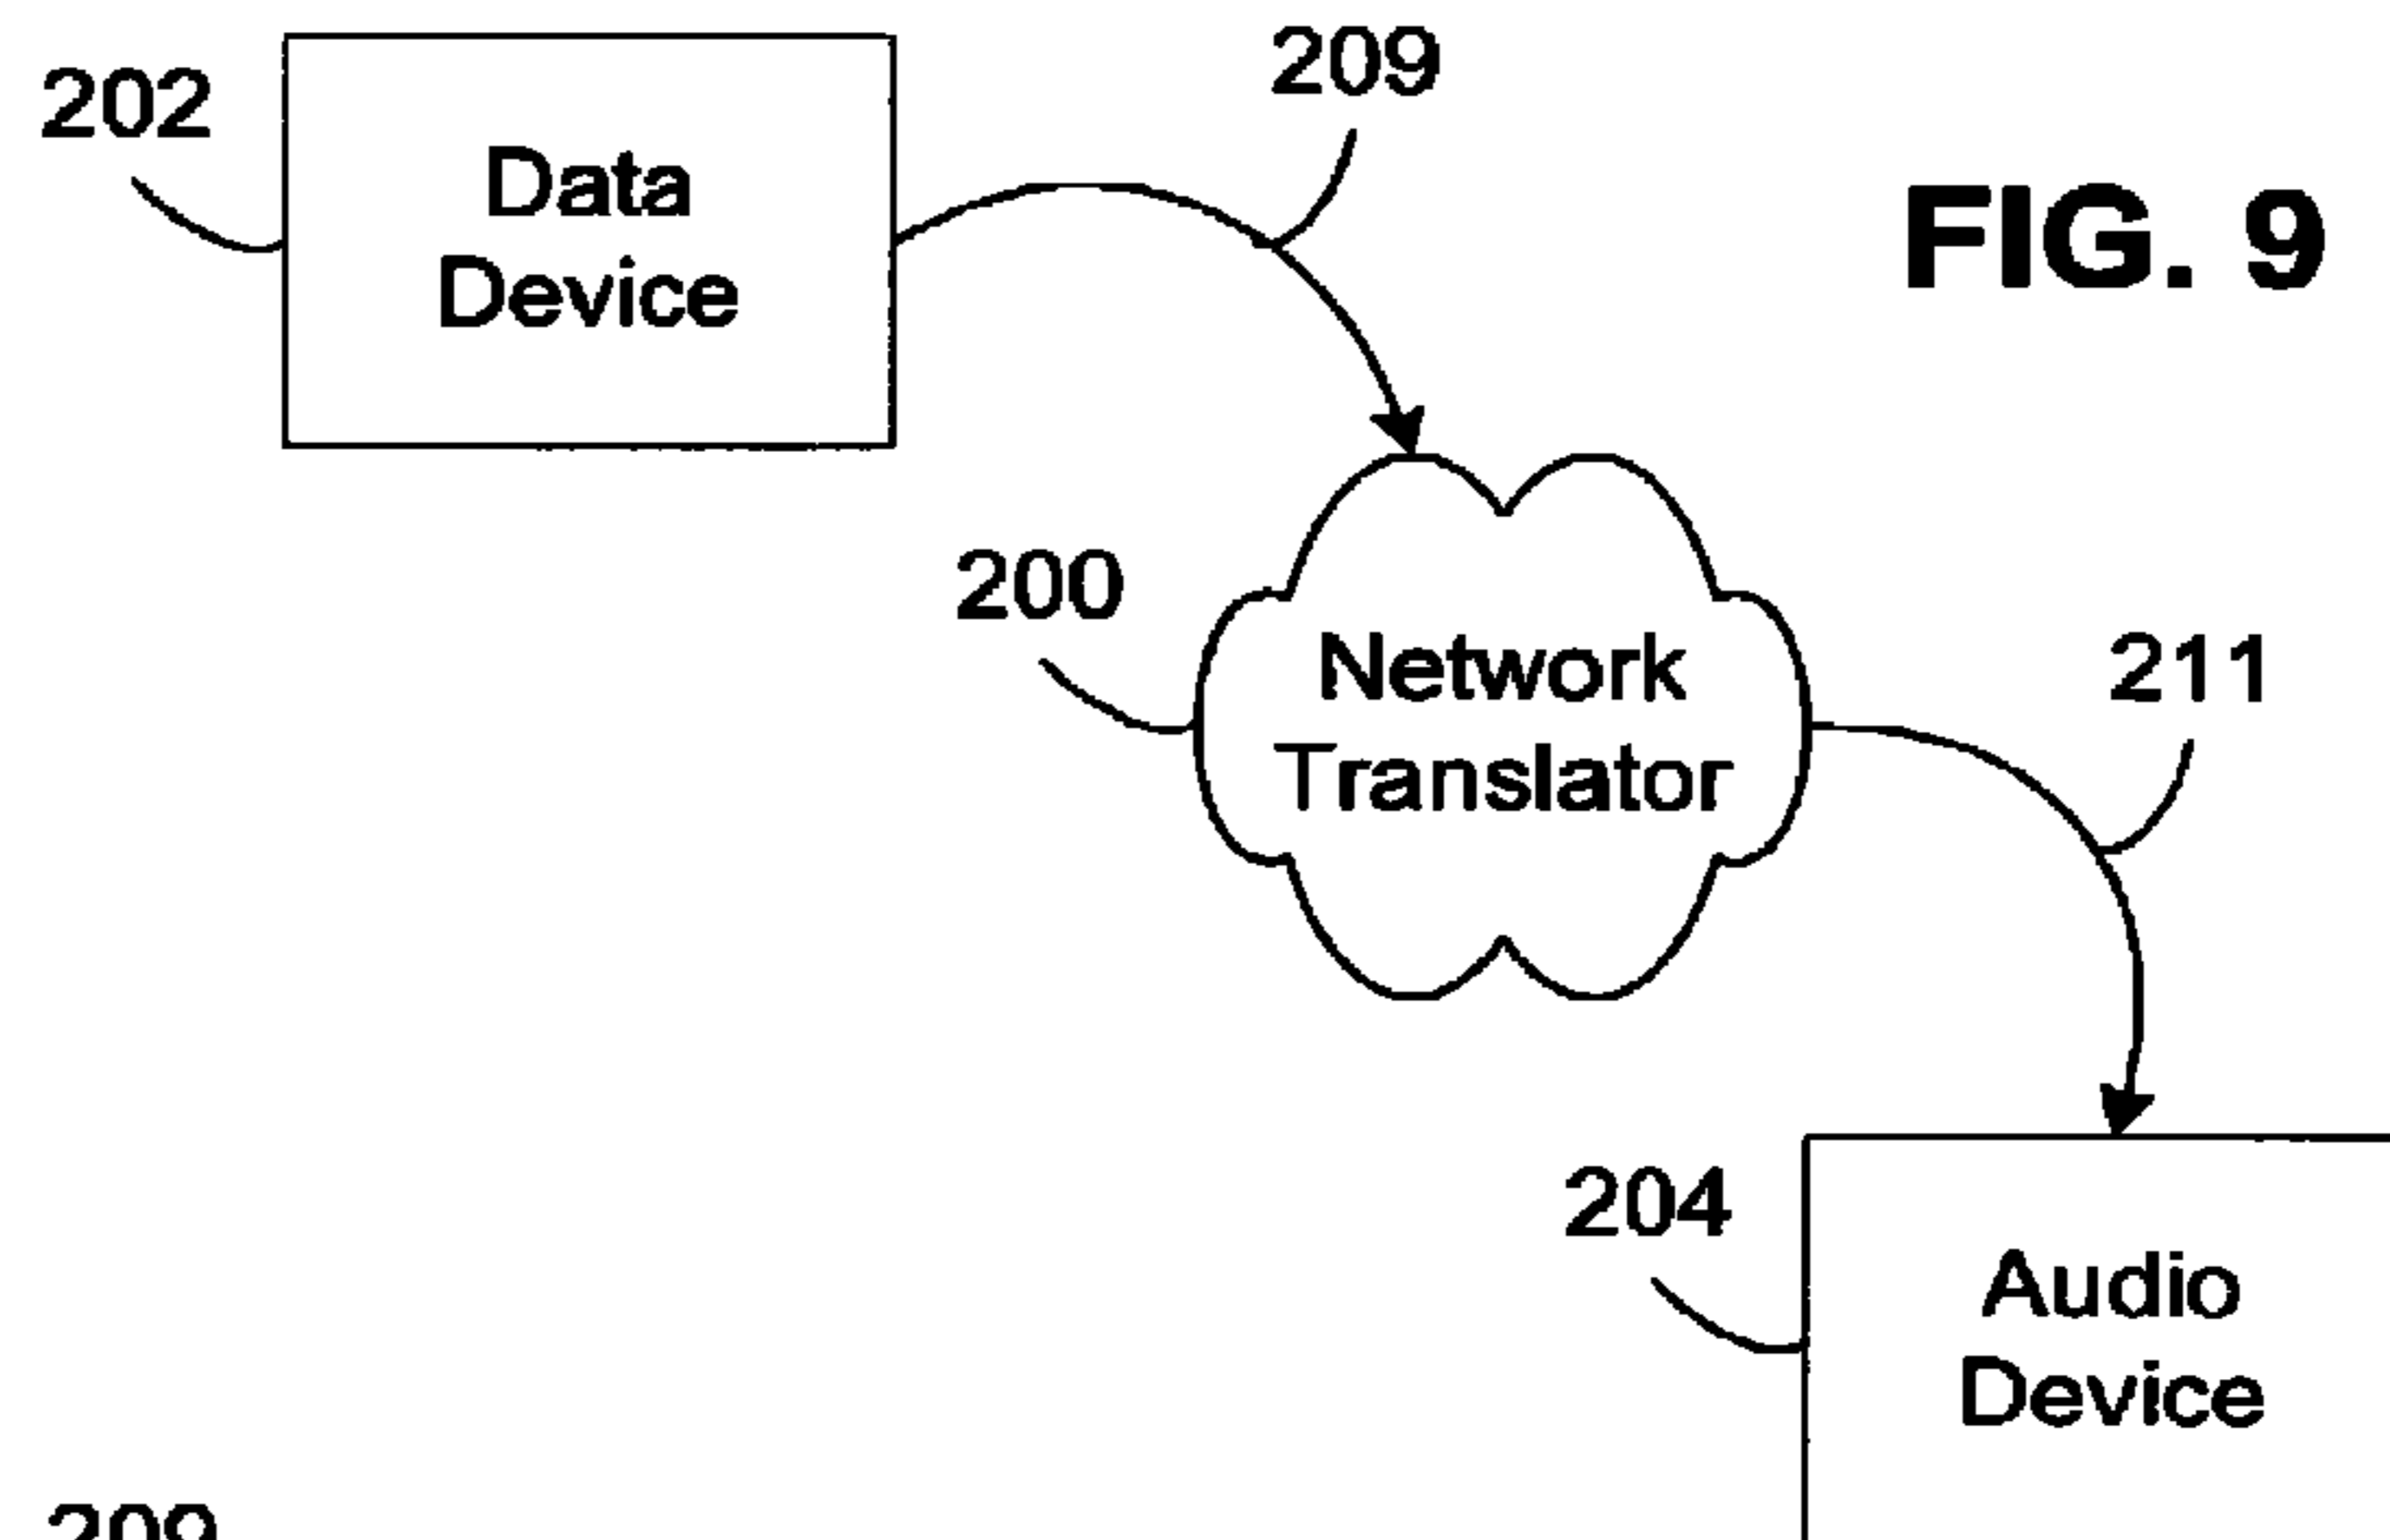 202
209
Data
Device
FIG. 9
200
Network
Translator
211
204
Audio
Device